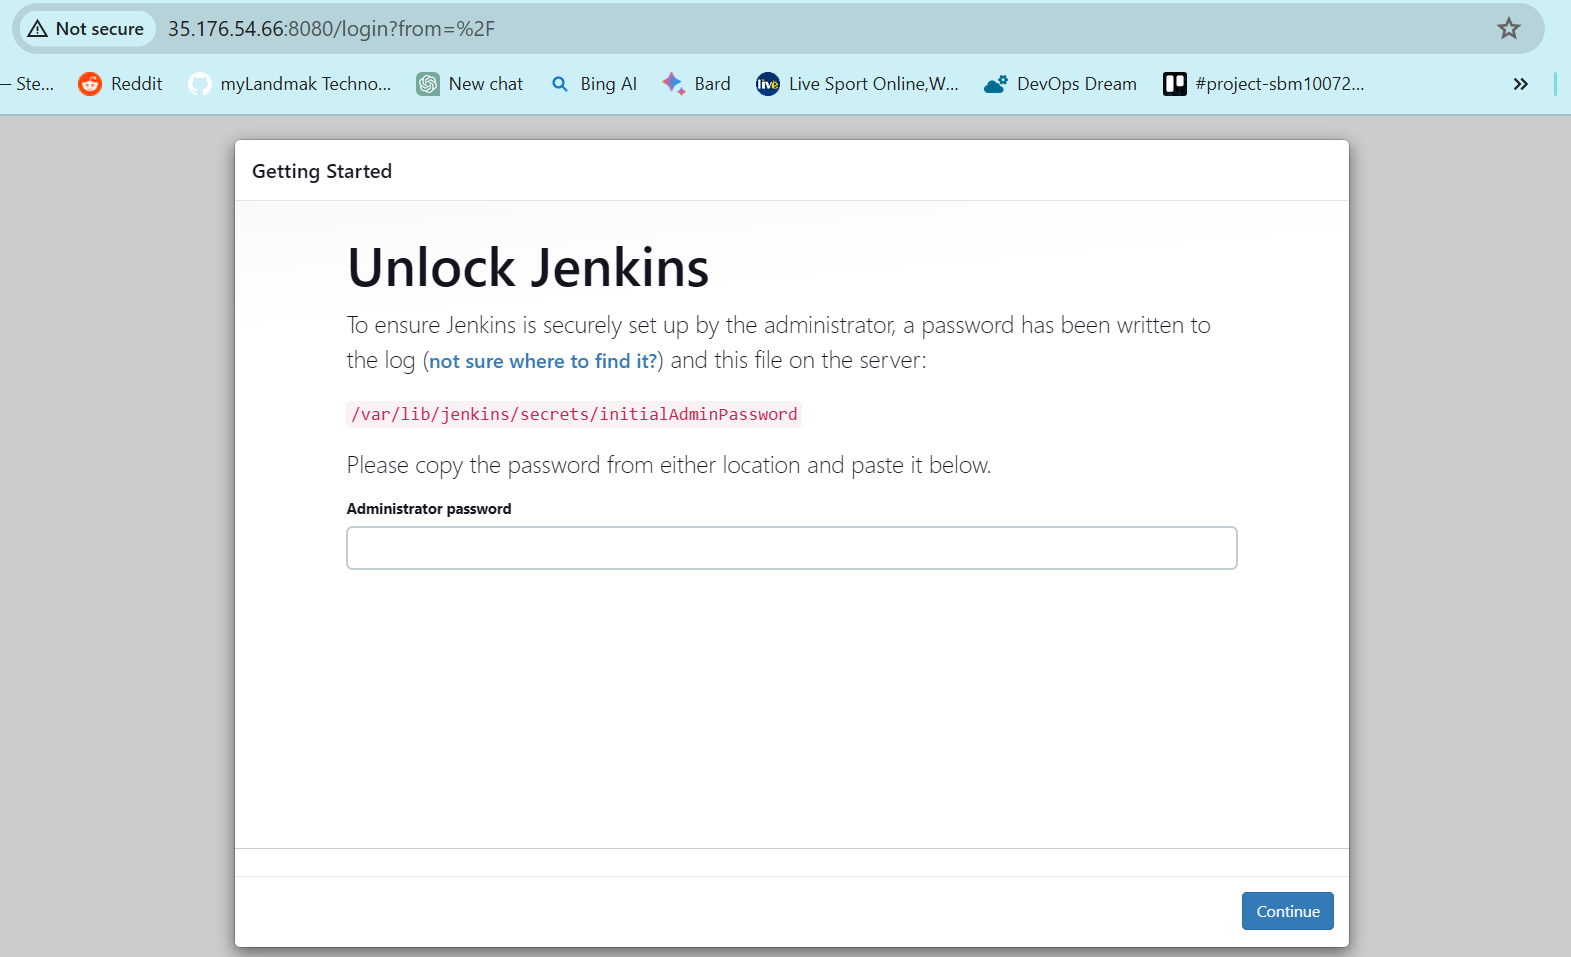 Not secure 35.176.54.66:8080/login?from=%2F
– Ste... Reddit myLandmak Techno... New chat Bing AI Bard live Live Sport Online,W... DevOps Dream #project-sbm10072... »
Getting Started
Unlock Jenkins
To ensure Jenkins is securely set up by the administrator, a password has been written to
the log (not sure where to find it?) and this file on the server:
/var/lib/jenkins/secrets/initialAdminPassword
Please copy the password from either location and paste it below.
Administrator password
Continue